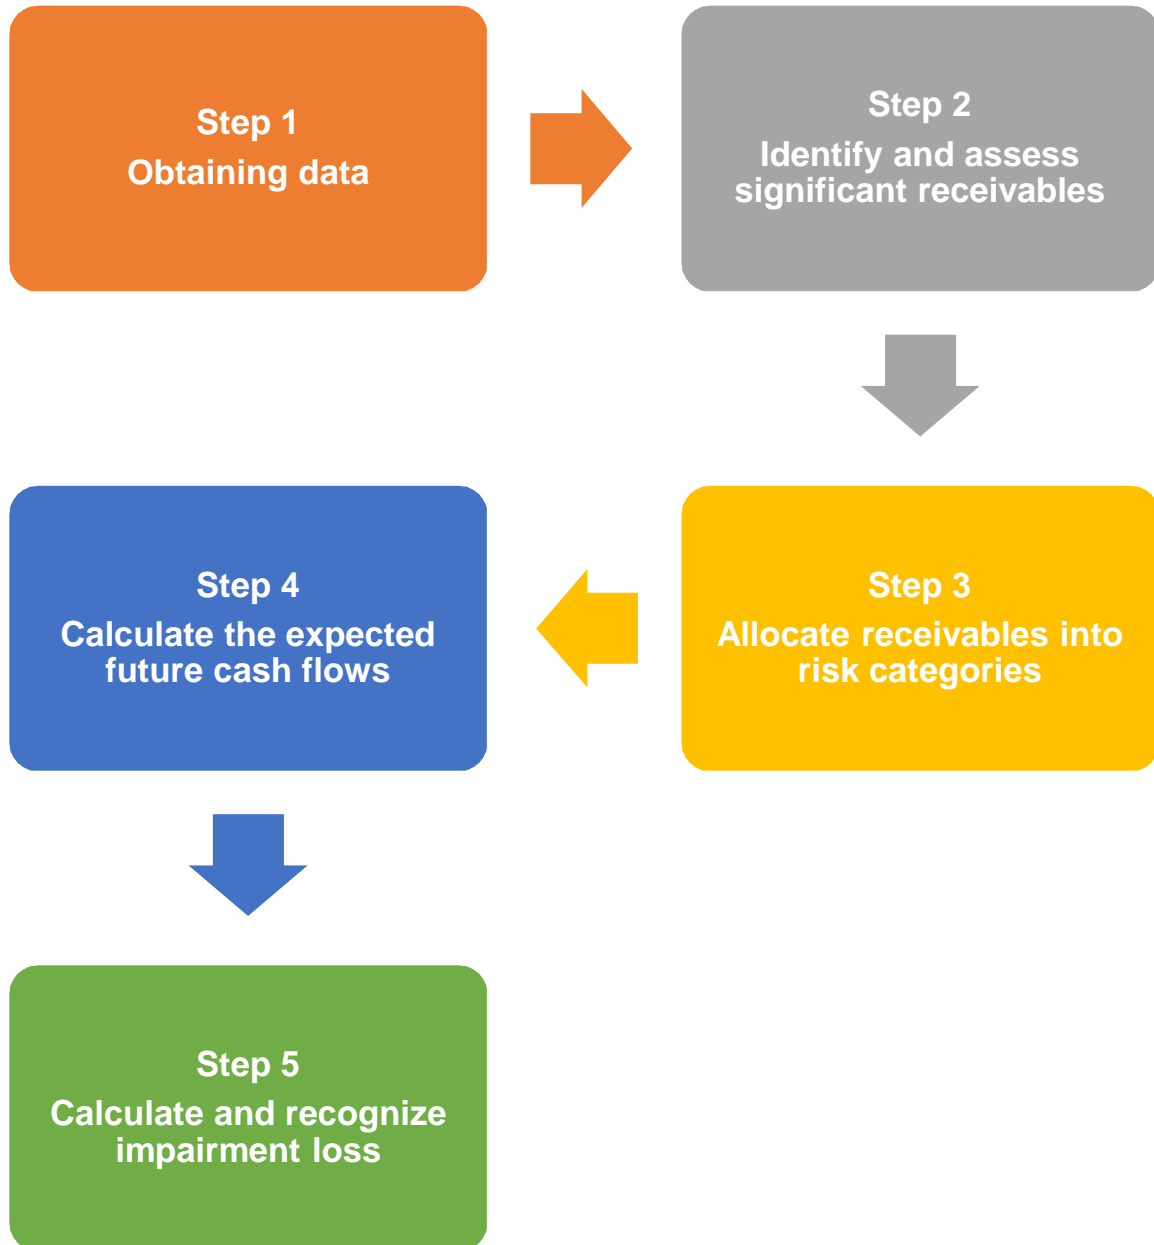 Step 1
Obtaining data
Step 2
Identify and assess
significant receivables
Step 3
Allocate receivables into
risk categories
Step 4
Calculate the expected
future cash flows
Step 5
Calculate and recognize
impairment loss